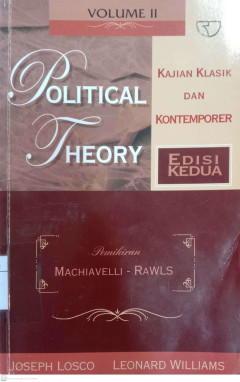 VOLUME II
POLITICAL
THEORY
KAJIAN KLASIK
DAN
KONTEMPORER
EDISI
KEDUA
Pemikiran
MACHIAVELLI - RAWLS
JOSEPH LOSCO LEONARD WILLIAMS